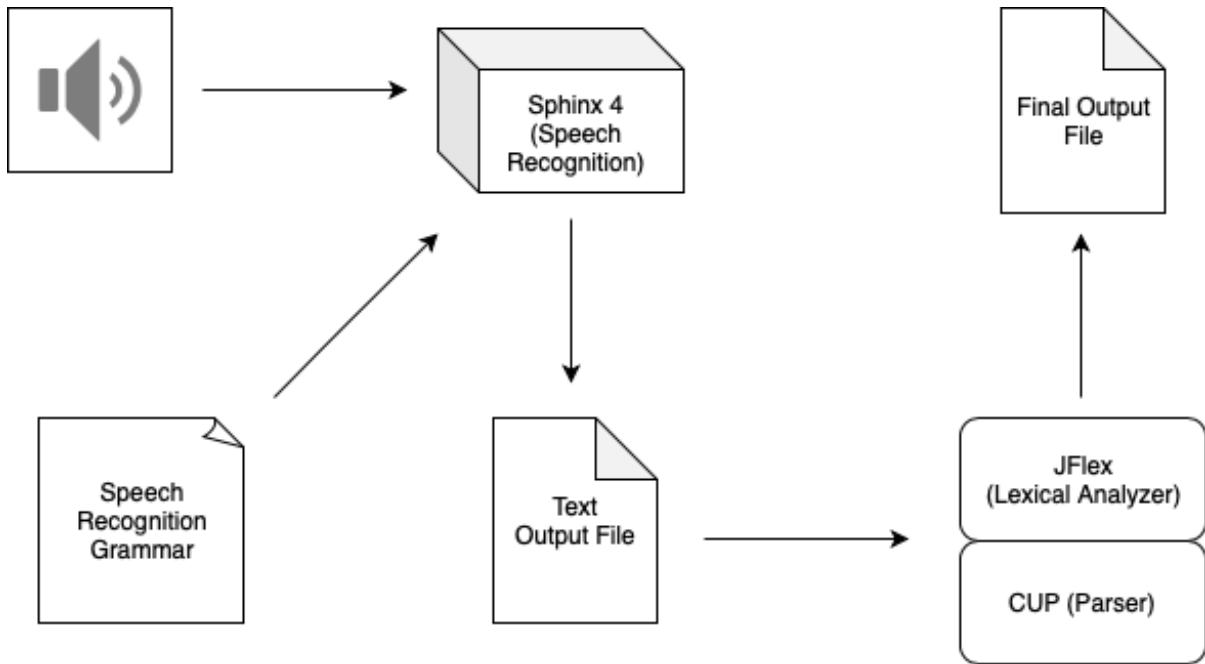 Sphinx 4
(Speech
Recognition)
Final Output
File
Speech
Recognition
Grammar
Text
Output File
JFlex
(Lexical Analyzer)
CUP (Parser)